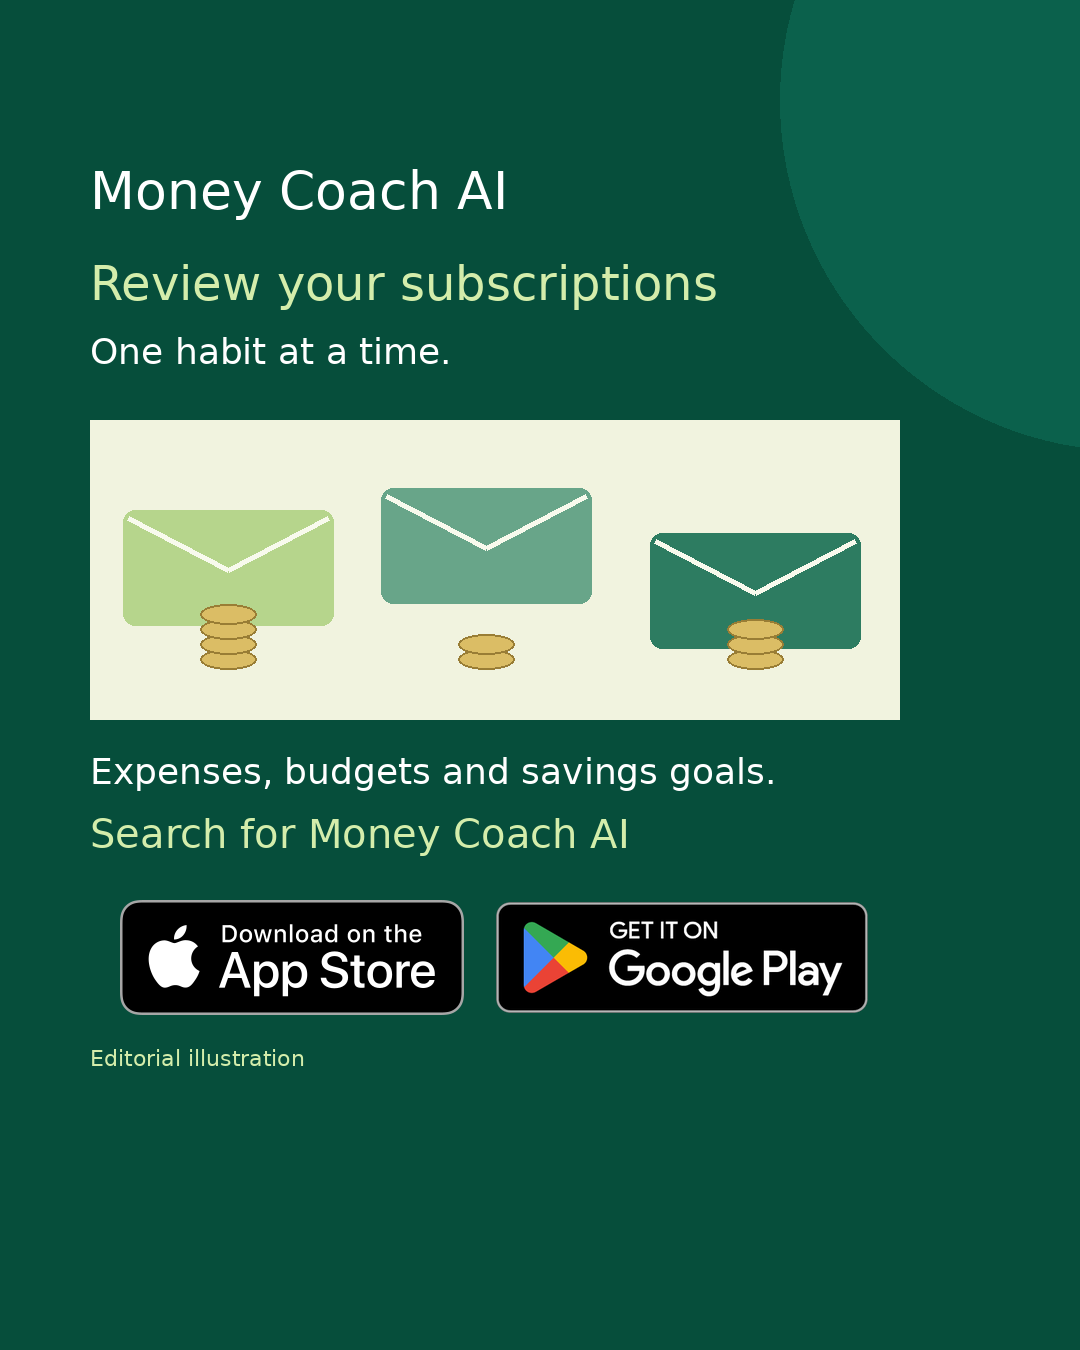 Money Coach AI
Review your subscriptions
One habit at a time.
Expenses, budgets and savings goals.
Search for Money Coach AI
Download on the
App Store
GET IT ON
Google Play
Editorial illustration